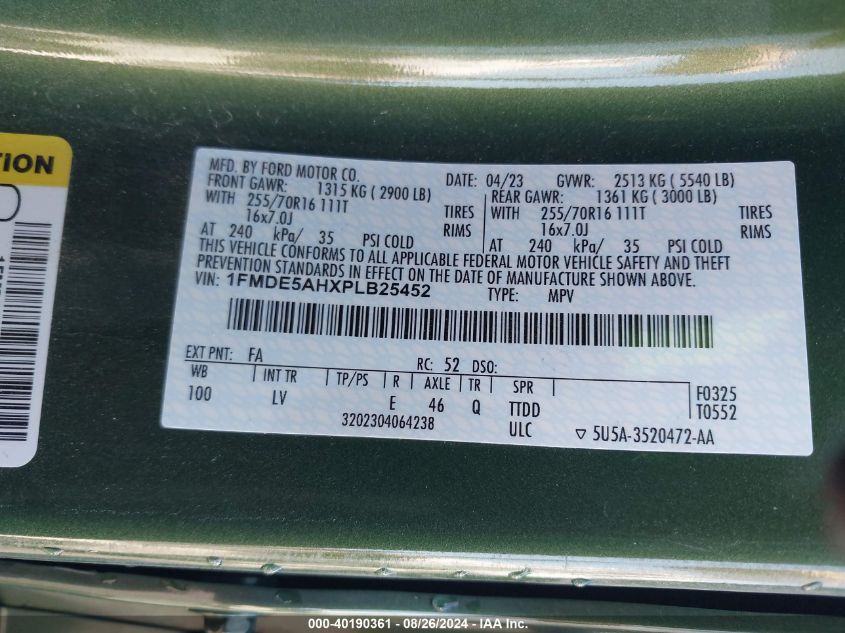 TION
MFD. BY FORD MOTOR CO.
DATE: 04/23 GVWR: 2513 KG ( 5540 LB)
FRONT GAWR: 1315 KG ( 2900 LB)
REAR GAWR: 1361 KG ( 3000 LB)
WITH 255/70R16 111T TIRES
WITH 255/70R16 111T TIRES
16x7.0J RIMS
16x7.0J RIMS
AT 240 kPa/ 35 PSI COLD
AT 240 kPa/ 35 PSI COLD
THIS VEHICLE CONFORMS TO ALL APPLICABLE FEDERAL MOTOR VEHICLE SAFETY AND THEFT
PREVENTION STANDARDS IN EFFECT ON THE DATE OF MANUFACTURE SHOWN ABOVE.
VIN: 1FMDE5AHXPLB25452
TYPE: MPV
EXT PNT: FA RC: 52 DSO:
WB INT TR TP/PS R AXLE TR SPR F0325
100 LV E 46 Q TTDD T0552
3202304064238 ULC ▽ 5U5A-3520472-AA
000-40190361 - 08/26/2024 - IAA Inc.